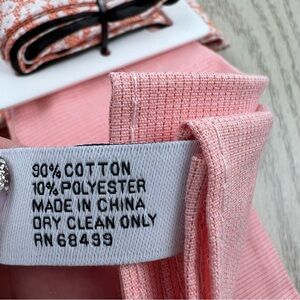 90% COTTON
10% POLYESTER
MADE IN CHINA
DRY CLEAN ONLY
RN 68499